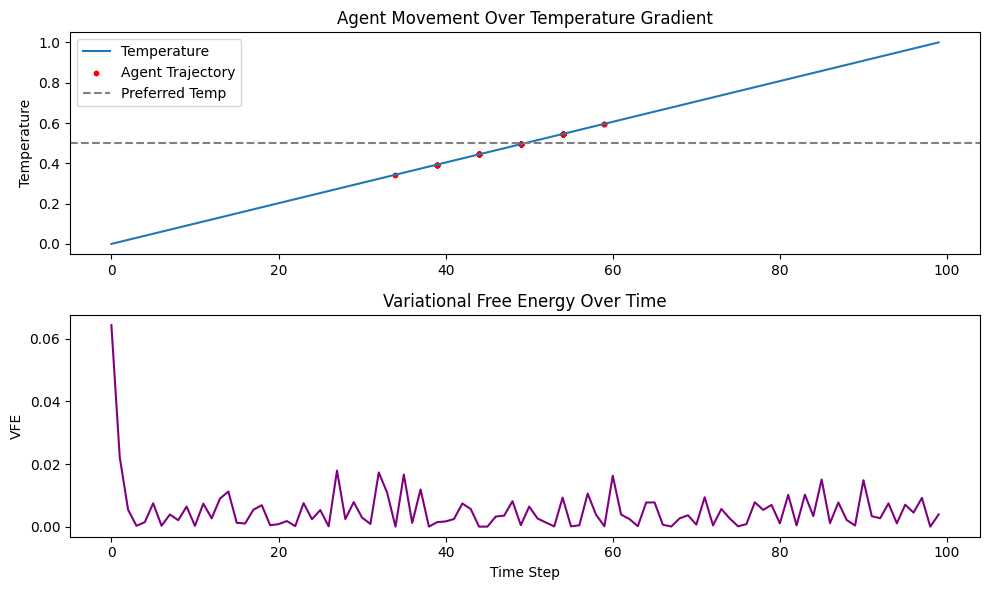 Agent Movement Over Temperature Gradient
Temperature
1.0
0.8
0.6
0.4
0.2
0.0
Temperature
Agent Trajectory
Preferred Temp
0 20 40 60 80 100
Variational Free Energy Over Time
VFE
0.06
0.04
0.02
0.00
0 20 40 60 80 100
Time Step